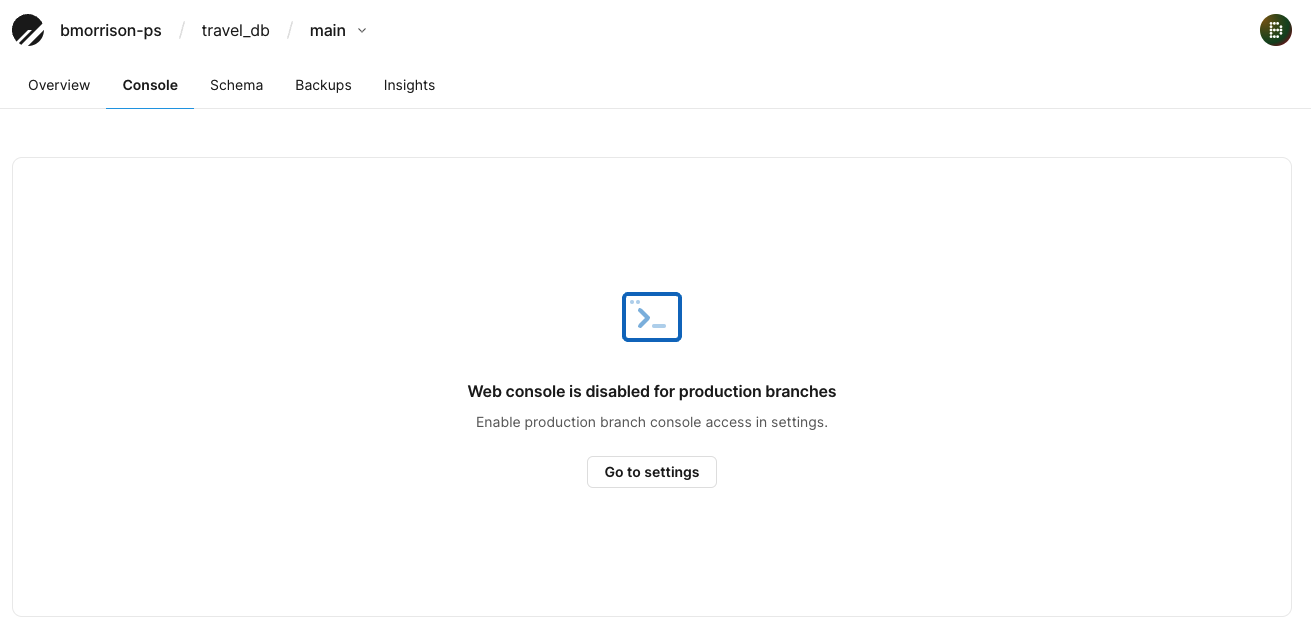 bmorrison-ps / travel_db / main
Overview Console Schema Backups Insights
Web console is disabled for production branches
Enable production branch console access in settings.
Go to settings